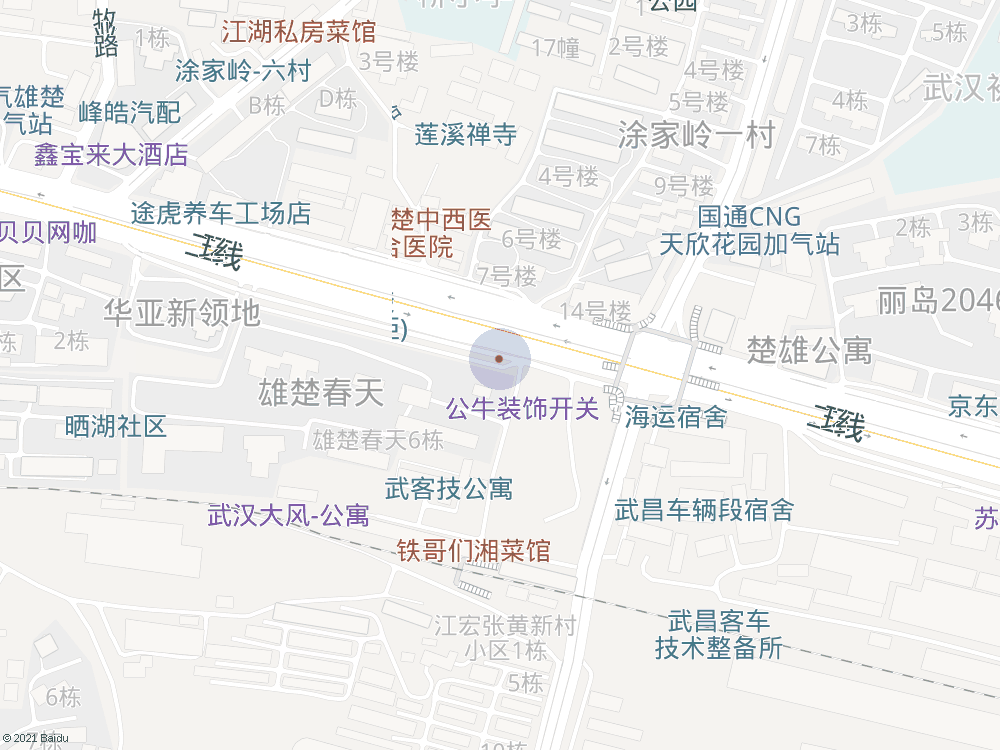 牧
路
公园
江湖私房菜馆
1栋
3号楼
17幢
2号楼
3栋
5栋
涂家岭-六村
4号楼
气雄楚
气站
峰皓汽配
B栋
D栋
5号楼
4栋
莲溪禅寺
涂家岭一村
7栋
鑫宝来大酒店
4号楼
9号楼
途虎养车工场店
楚中西医
合医院
国通CNG
天欣花园加气站
2栋
3栋
贝贝网咖
6号楼
7号楼
区
华亚新领地
14号楼
丽岛2046
栋
2栋
楚雄公寓
雄楚春天
公牛装饰开关
海运宿舍
京东
晒湖社区
雄楚春天6栋
武客技公寓
武汉大风-公寓
武昌车辆段宿舍
苏
铁哥们湘菜馆
江宏张黄新村
小区1栋
武昌客车
技术整备所
6栋
5栋
© 2021 Baidu